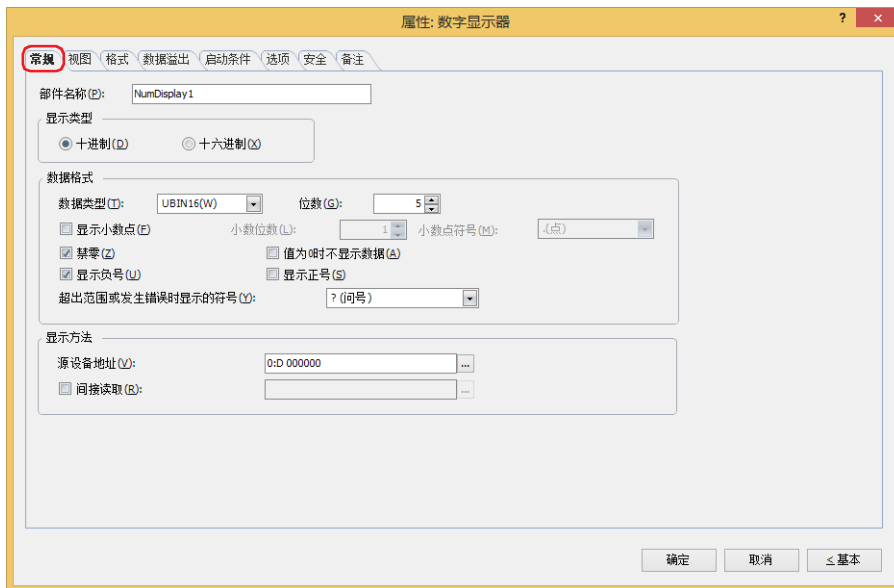 属性: 数字显示器
? ×
常规 视图 格式 数据溢出 启动条件 选项 安全 备注
部件名称(P): NumDisplay1
显示类型
十进制(D) 十六进制(X)
数据格式
数据类型(T): UBIN16(W) 位数(G): 5
显示小数点(F) 小数位数(L): 1 小数点符号(M): .(点)
禁零(Z) 值为0时不显示数据(A)
显示负号(U) 显示正号(S)
超出范围或发生错误时显示的符号(Y): ? (问号)
显示方法
源设备地址(V): 0:D 000000 ...
间接读取(R): ...
确定 取消 ≤基本